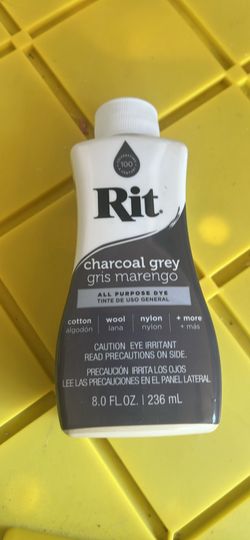 100
Rit
charcoal grey
gris marengo
ALL PURPOSE DYE
TINTE DE USO GENERAL
cotton wool nylon + more
algodón lana nylon + más
CAUTION EYE IRRITANT
READ PRECAUTIONS ON SIDE.
PRECAUCIÓN IRRITA LOS OJOS
LEE LAS PRECAUCIONES EN EL PANEL LATERAL
8.0 FL.OZ. | 236 mL